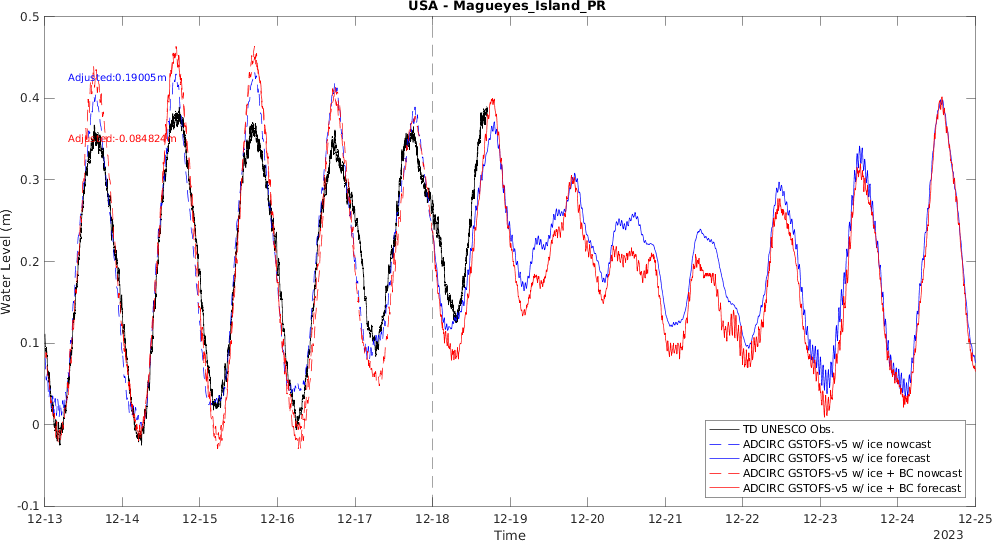 USA - Magueyes_Island_PR
0.5
0.4
0.3
0.2
0.1
0
-0.1
Water Level (m)
Adjusted:0.19005m
Adjusted:-0.084824m
TD UNESCO Obs.
ADCIRC GSTOFS-v5 w/ ice nowcast
ADCIRC GSTOFS-v5 w/ ice forecast
ADCIRC GSTOFS-v5 w/ ice + BC nowcast
ADCIRC GSTOFS-v5 w/ ice + BC forecast
12-13 12-14 12-15 12-16 12-17 12-18 12-19 12-20 12-21 12-22 12-23 12-24 12-25
Time
2023